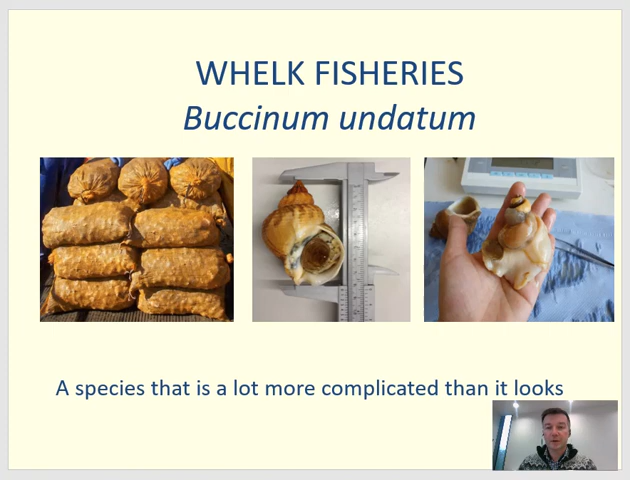 WHELK FISHERIES
Buccinum undatum
A species that is a lot more complicated than it looks